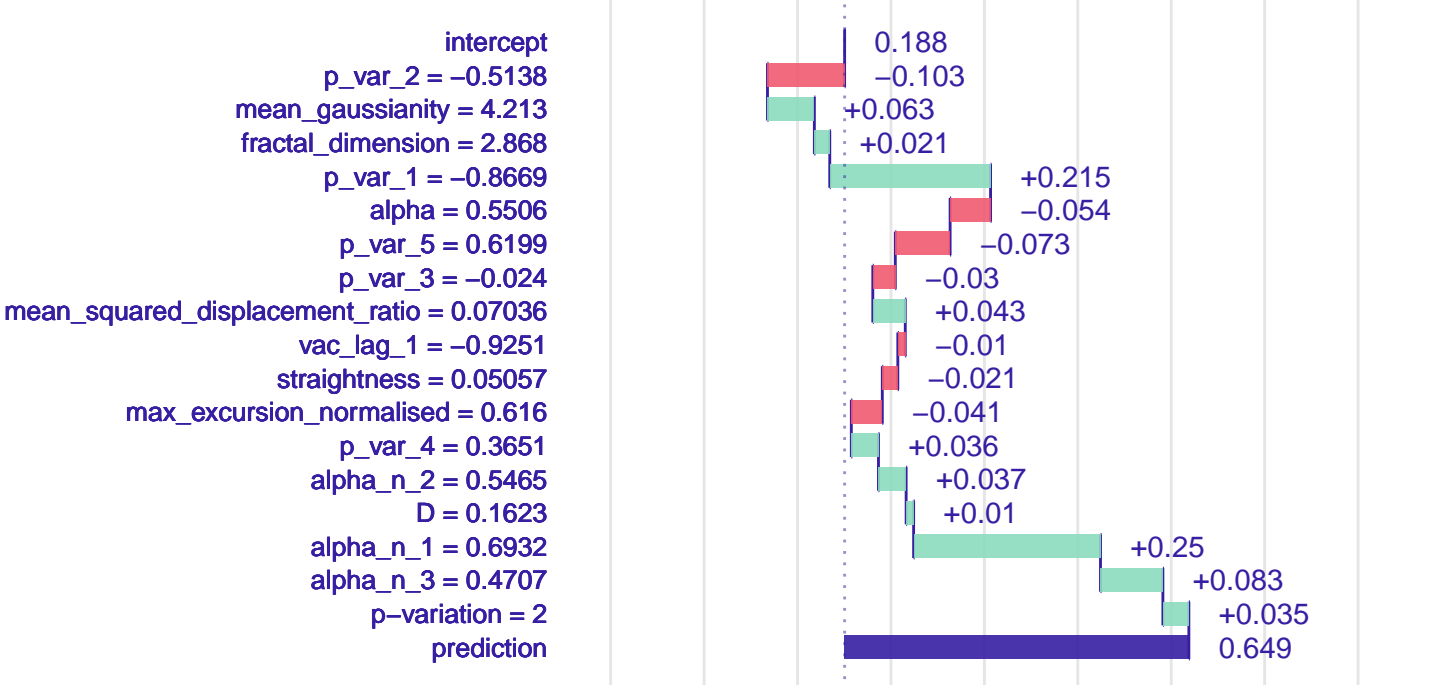 intercept 0.188
p_var_2 = −0.5138 −0.103
mean_gaussianity = 4.213 +0.063
fractal_dimension = 2.868 +0.021
p_var_1 = −0.8669 +0.215
alpha = 0.5506 −0.054
p_var_5 = 0.6199 −0.073
p_var_3 = −0.024 −0.03
mean_squared_displacement_ratio = 0.07036 +0.043
vac_lag_1 = −0.9251 −0.01
straightness = 0.05057 −0.021
max_excursion_normalised = 0.616 −0.041
p_var_4 = 0.3651 +0.036
alpha_n_2 = 0.5465 +0.037
D = 0.1623 +0.01
alpha_n_1 = 0.6932 +0.25
alpha_n_3 = 0.4707 +0.083
p−variation = 2 +0.035
prediction 0.649